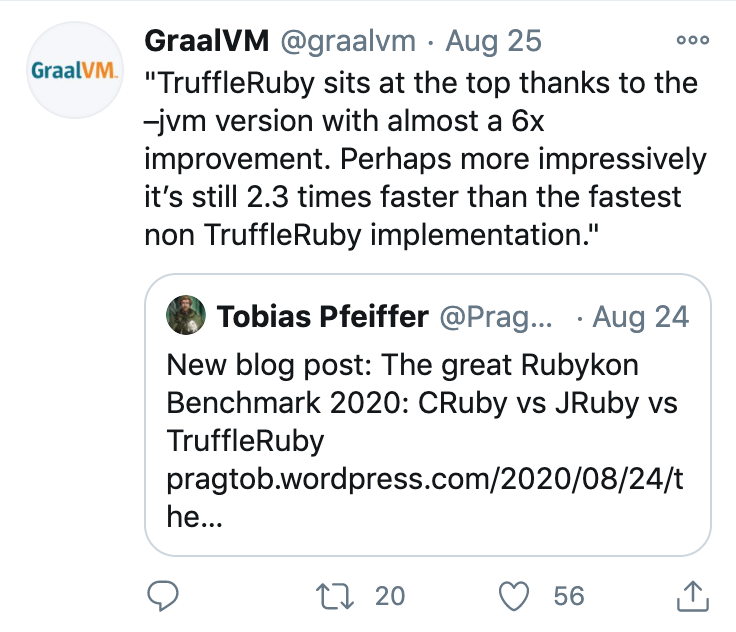 GraalVM @graalvm · Aug 25
GraalVM.
"TruffleRuby sits at the top thanks to the
–jvm version with almost a 6x
improvement. Perhaps more impressively
it’s still 2.3 times faster than the fastest
non TruffleRuby implementation."
Tobias Pfeiffer @Prag... · Aug 24
New blog post: The great Rubykon
Benchmark 2020: CRuby vs JRuby vs
TruffleRuby
pragtob.wordpress.com/2020/08/24/t
he...
20 56